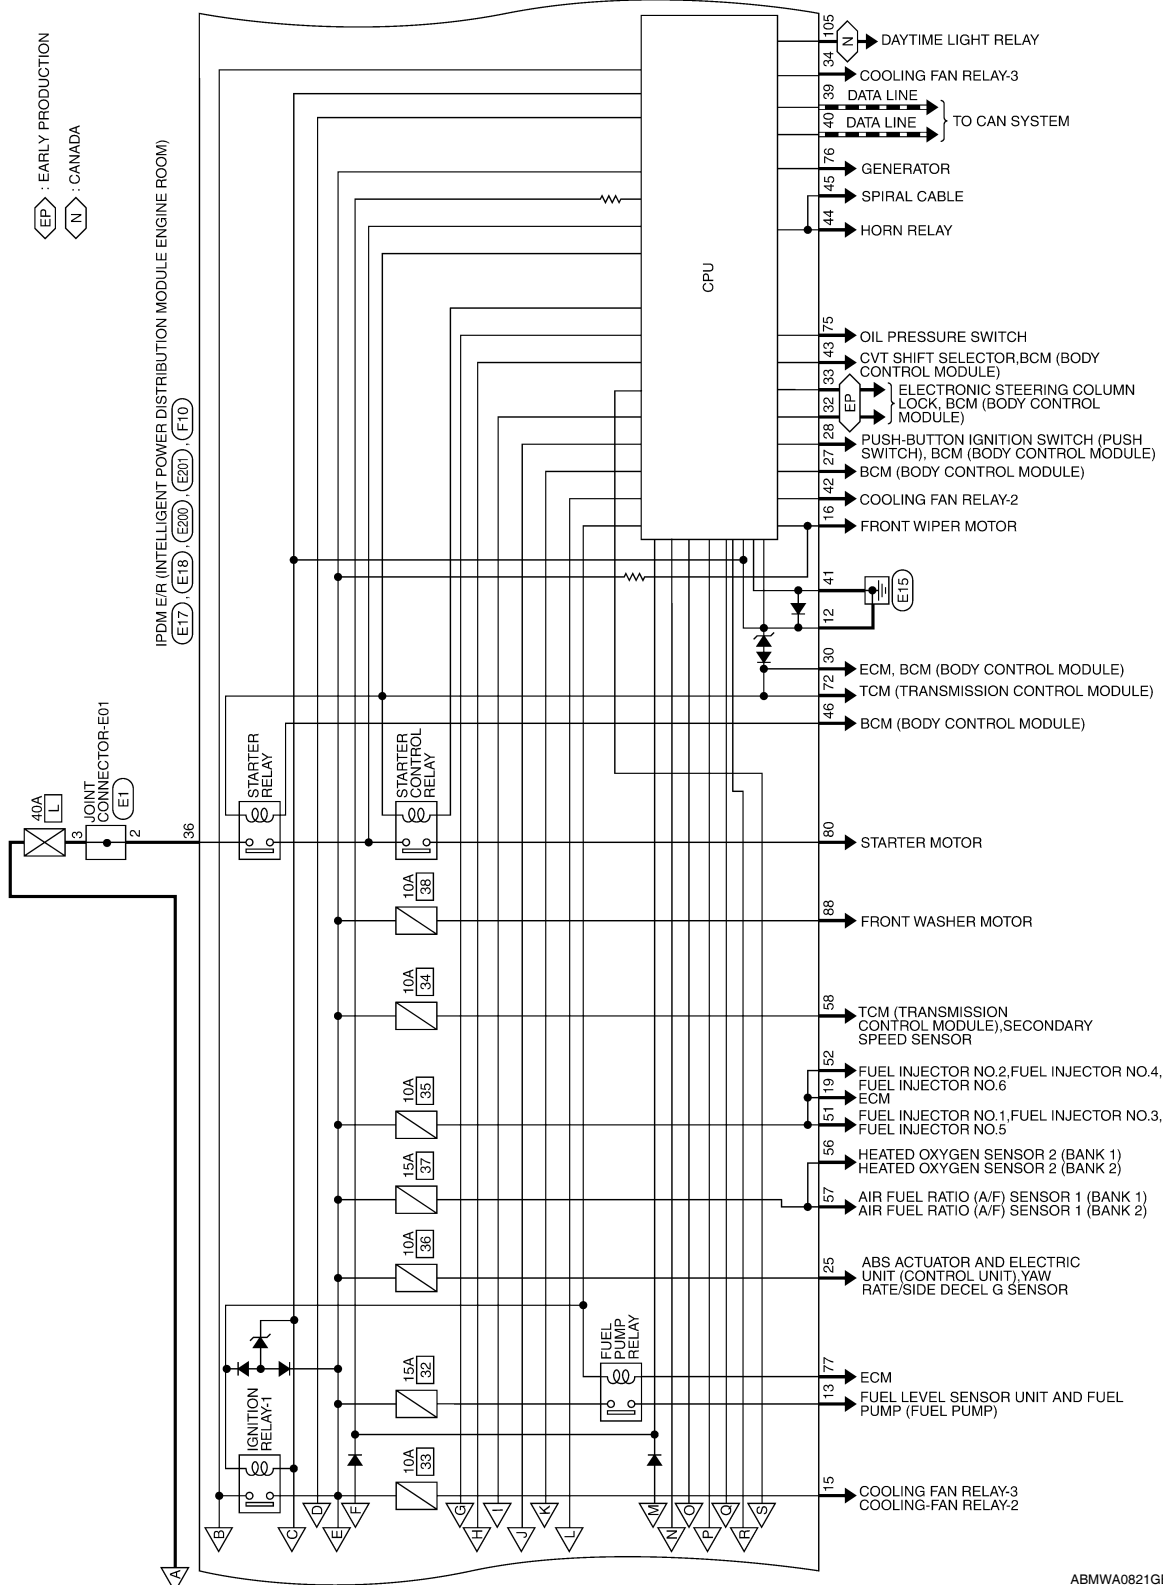 EP : EARLY PRODUCTION
N : CANADA
IPDM E/R (INTELLIGENT POWER DISTRIBUTION MODULE ENGINE ROOM)
E17 , E18 , E200 , E201 , F10
CPU
105 N DAYTIME LIGHT RELAY
34 COOLING FAN RELAY-3
39 DATA LINE
40 DATA LINE
TO CAN SYSTEM
76 GENERATOR
45 SPIRAL CABLE
44 HORN RELAY
75 OIL PRESSURE SWITCH
43 CVT SHIFT SELECTOR,BCM (BODY
CONTROL MODULE)
33
32
EP
ELECTRONIC STEERING COLUMN
LOCK, BCM (BODY CONTROL
MODULE)
28 PUSH-BUTTON IGNITION SWITCH (PUSH
SWITCH), BCM (BODY CONTROL MODULE)
27 BCM (BODY CONTROL MODULE)
42 COOLING FAN RELAY-2
16 FRONT WIPER MOTOR
41
E15
12
30 ECM, BCM (BODY CONTROL MODULE)
72 TCM (TRANSMISSION CONTROL MODULE)
46 BCM (BODY CONTROL MODULE)
40A
L
3
JOINT
CONNECTOR-E01
E1
2
36
STARTER
RELAY
STARTER
CONTROL
RELAY
80 STARTER MOTOR
10A
38
88 FRONT WASHER MOTOR
10A
34
58 TCM (TRANSMISSION
CONTROL MODULE),SECONDARY
SPEED SENSOR
10A
35
52 FUEL INJECTOR NO.2,FUEL INJECTOR NO.4,
FUEL INJECTOR NO.6
19 ECM
51 FUEL INJECTOR NO.1,FUEL INJECTOR NO.3,
FUEL INJECTOR NO.5
15A
37
56 HEATED OXYGEN SENSOR 2 (BANK 1)
HEATED OXYGEN SENSOR 2 (BANK 2)
57 AIR FUEL RATIO (A/F) SENSOR 1 (BANK 1)
AIR FUEL RATIO (A/F) SENSOR 1 (BANK 2)
10A
36
25 ABS ACTUATOR AND ELECTRIC
UNIT (CONTROL UNIT),YAW
RATE/SIDE DECEL G SENSOR
FUEL
PUMP
RELAY
15A
32
77 ECM
13 FUEL LEVEL SENSOR UNIT AND FUEL
PUMP (FUEL PUMP)
IGNITION
RELAY-1
10A
33
15 COOLING FAN RELAY-3
COOLING-FAN RELAY-2
A B C D E F G H I J K L M N O P Q R S
ABMWA0821GI